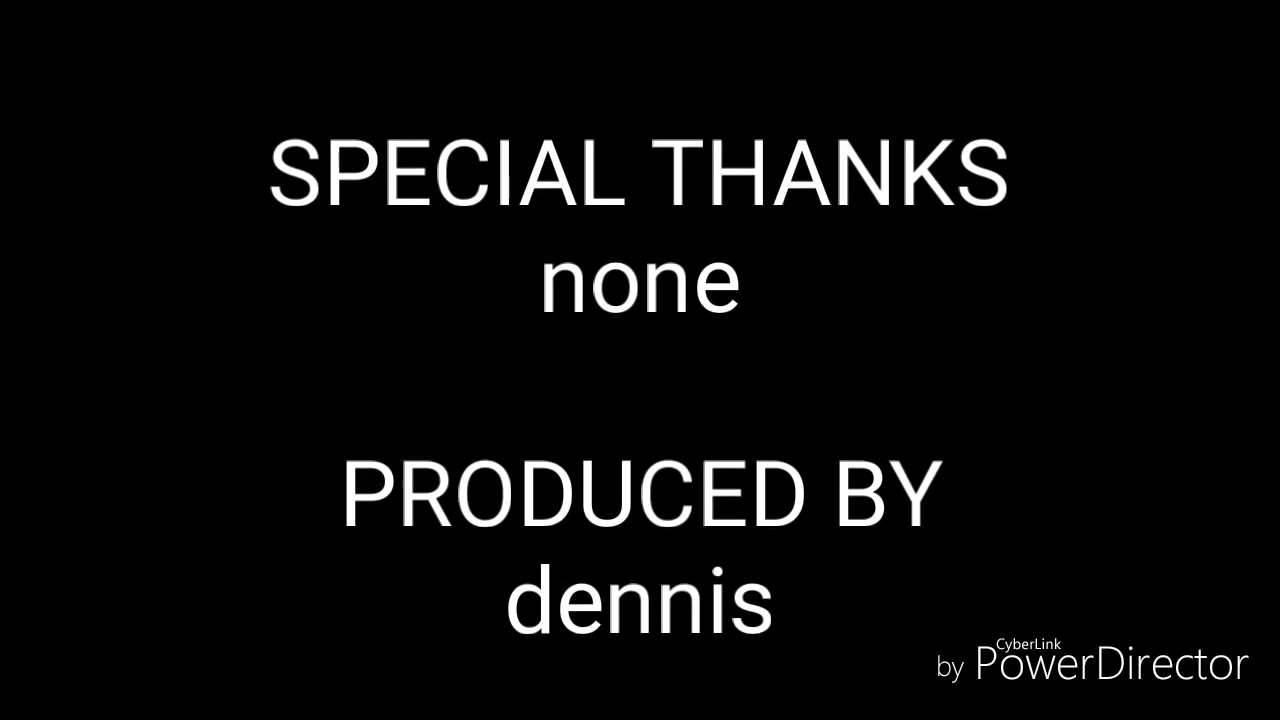 SPECIAL THANKS
none
PRODUCED BY
dennis
CyberLink
by PowerDirector